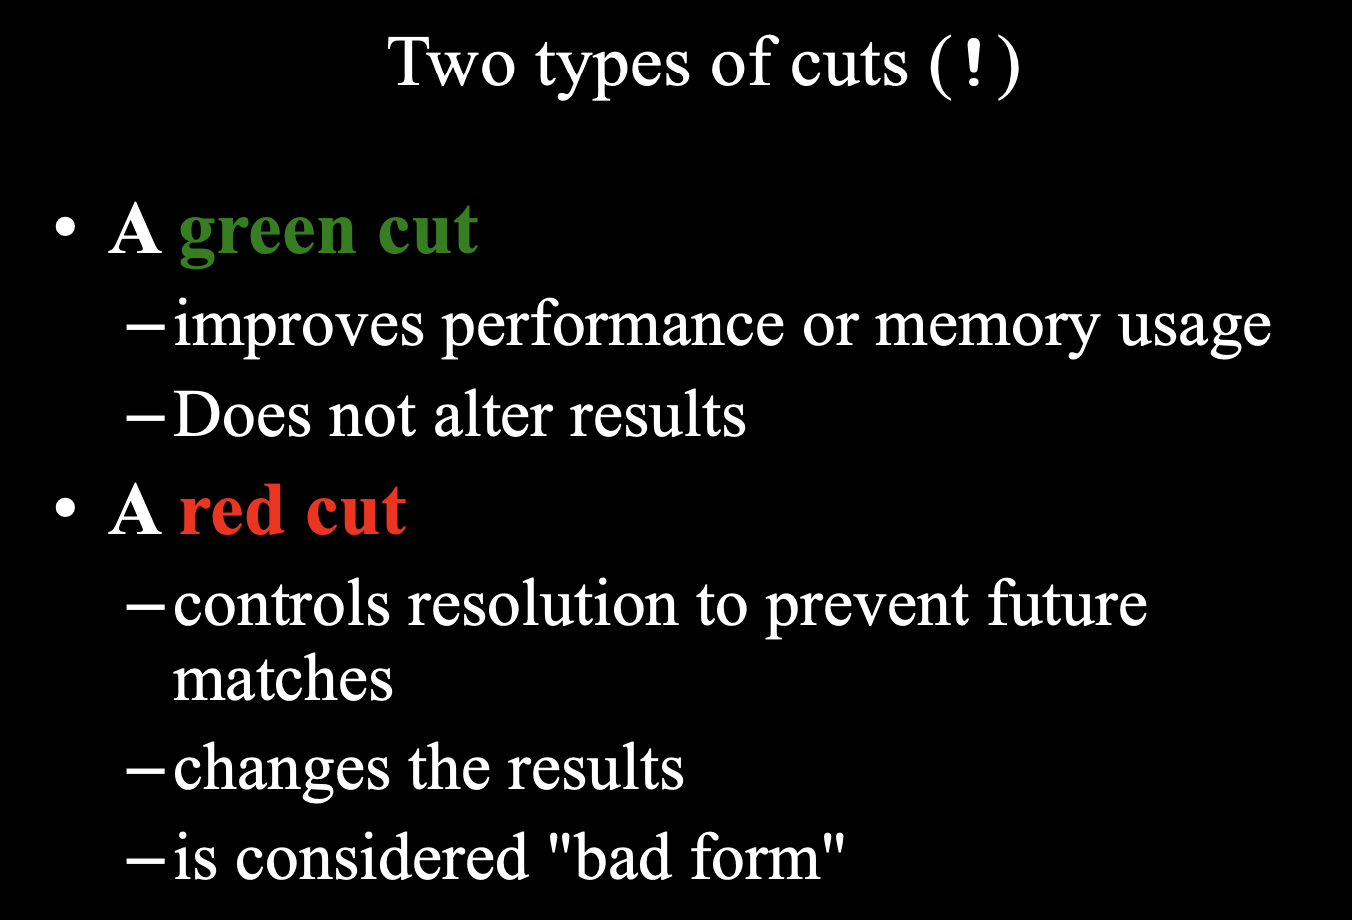 Two types of cuts (!)
• A green cut
–improves performance or memory usage
–Does not alter results
• A red cut
–controls resolution to prevent future
matches
–changes the results
–is considered "bad form"